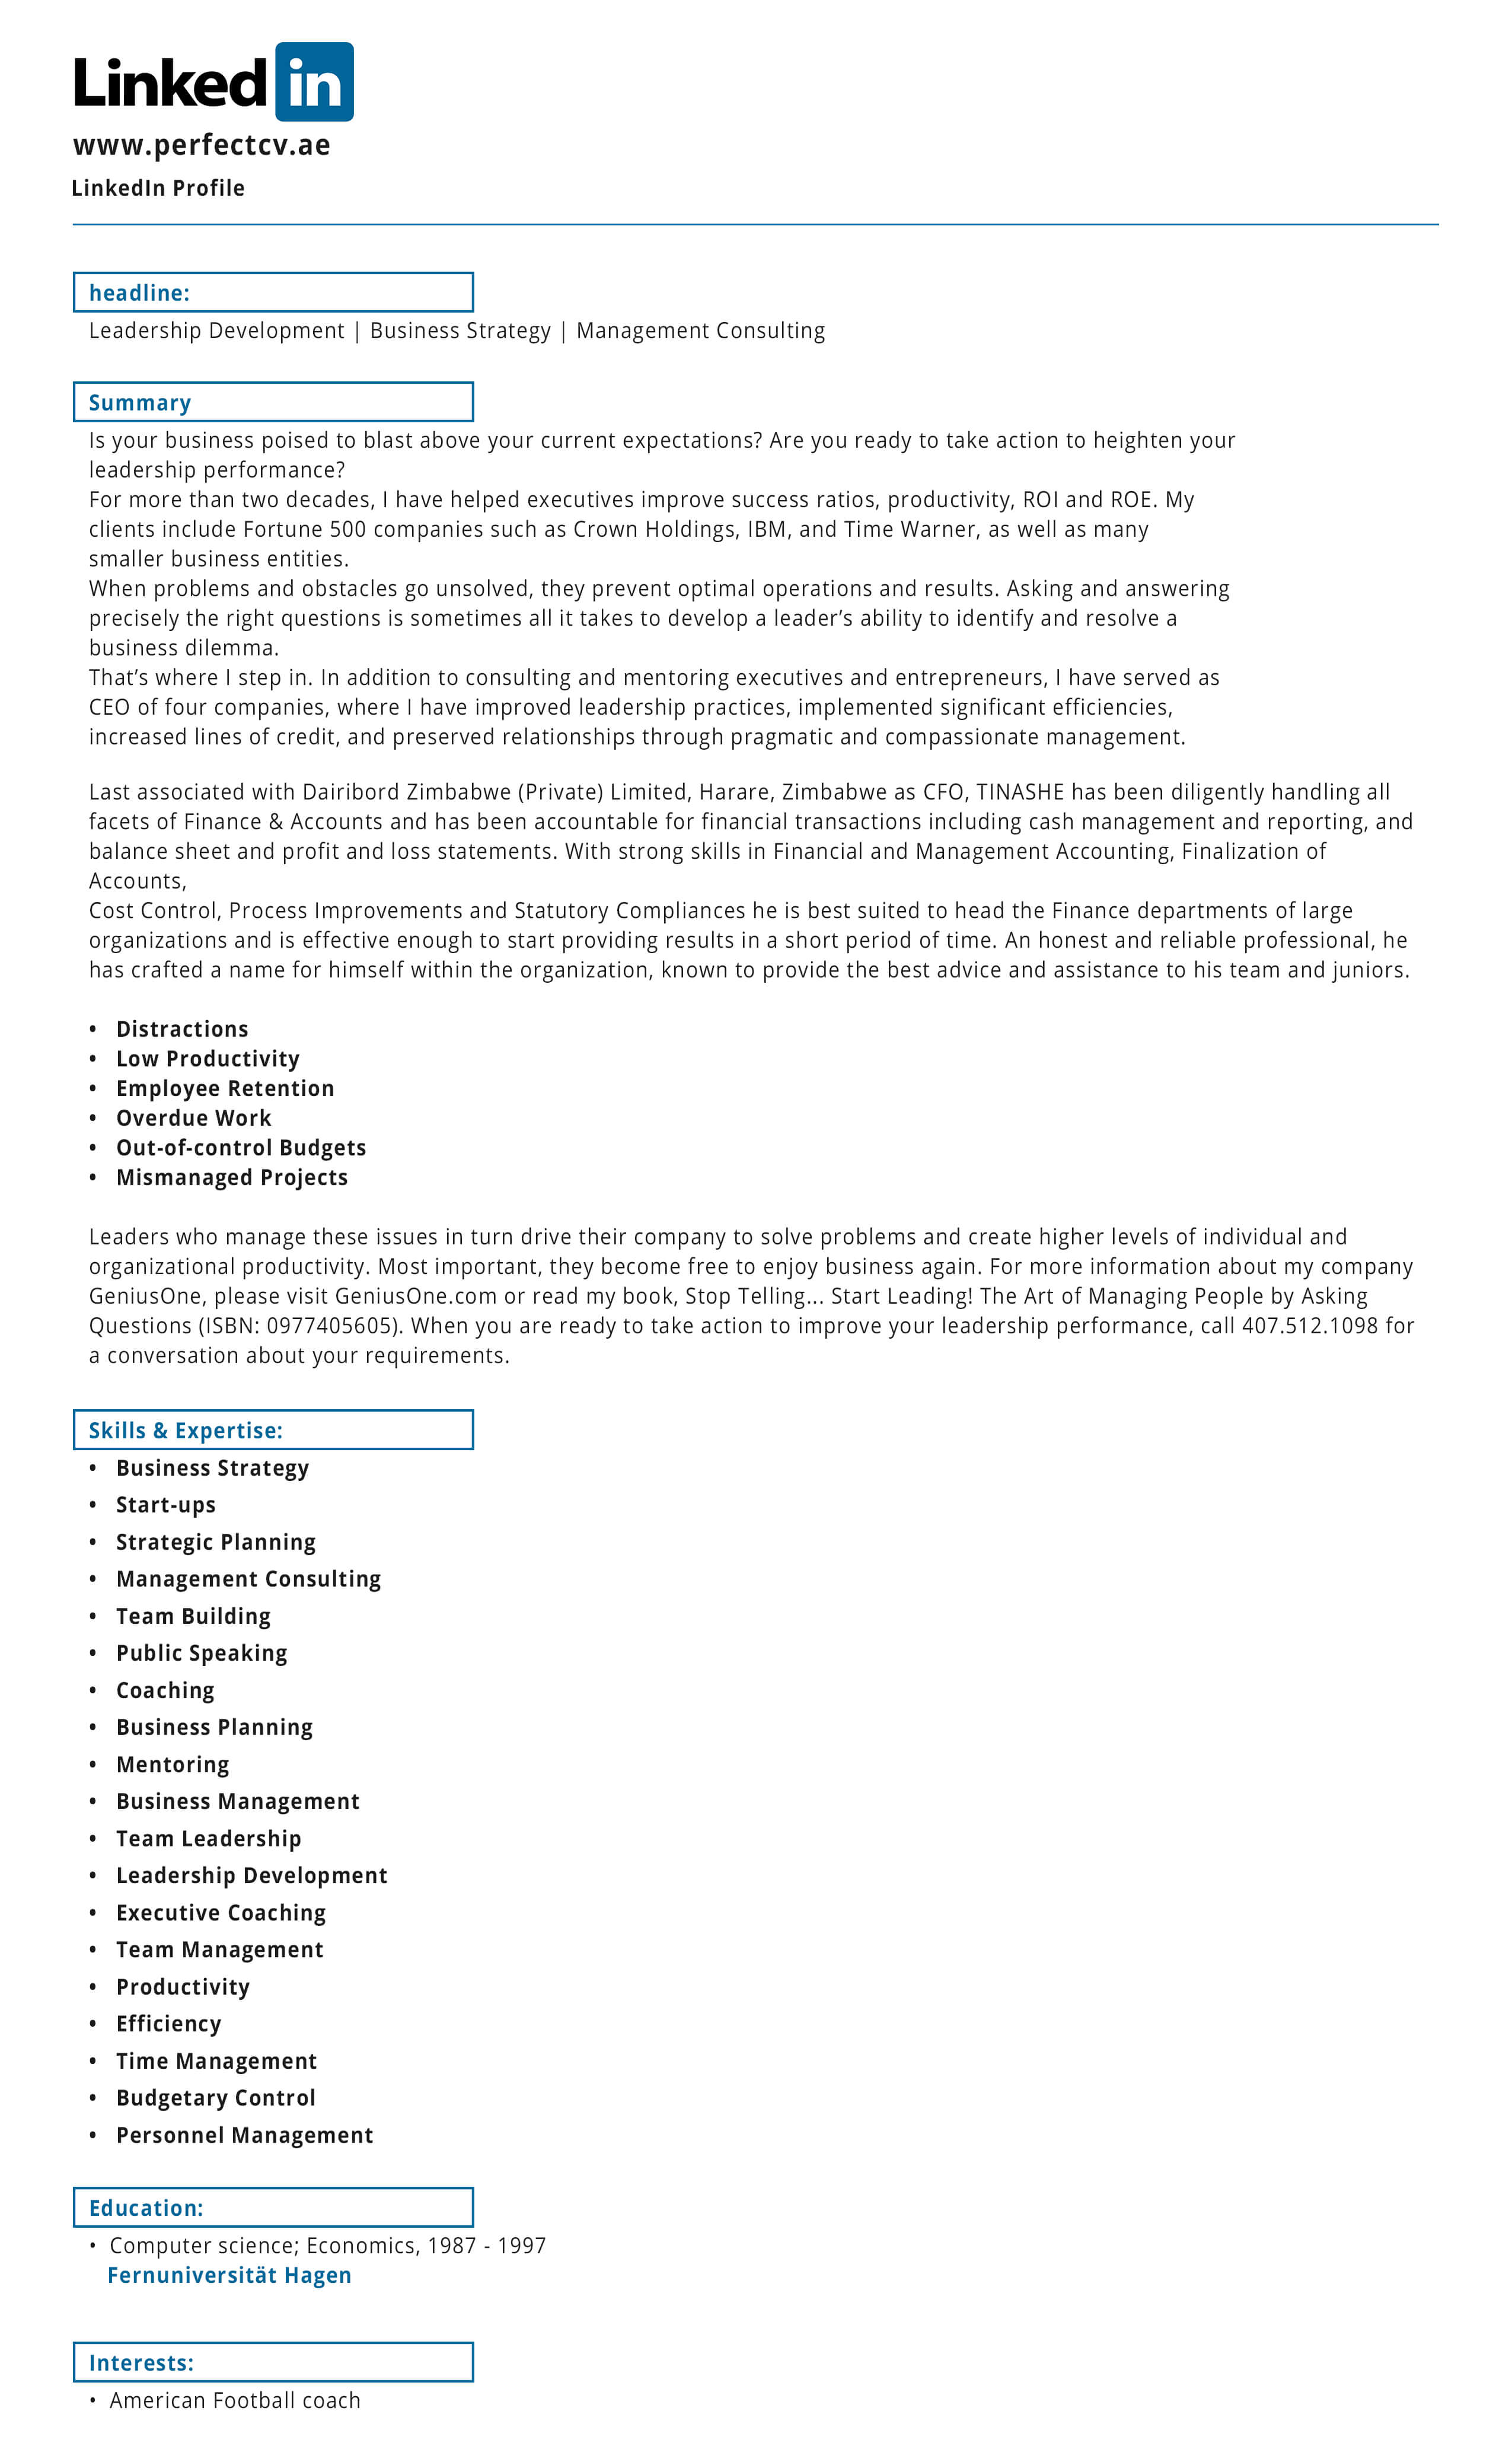 Linked in
www.perfectcv.ae
LinkedIn Profile
headline:
Leadership Development | Business Strategy | Management Consulting
Summary
Is your business poised to blast above your current expectations? Are you ready to take action to heighten your
leadership performance?
For more than two decades, I have helped executives improve success ratios, productivity, ROI and ROE. My
clients include Fortune 500 companies such as Crown Holdings, IBM, and Time Warner, as well as many
smaller business entities.
When problems and obstacles go unsolved, they prevent optimal operations and results. Asking and answering
precisely the right questions is sometimes all it takes to develop a leader’s ability to identify and resolve a
business dilemma.
That’s where I step in. In addition to consulting and mentoring executives and entrepreneurs, I have served as
CEO of four companies, where I have improved leadership practices, implemented significant efficiencies,
increased lines of credit, and preserved relationships through pragmatic and compassionate management.
Last associated with Dairibord Zimbabwe (Private) Limited, Harare, Zimbabwe as CFO, TINASHE has been diligently handling all
facets of Finance & Accounts and has been accountable for financial transactions including cash management and reporting, and
balance sheet and profit and loss statements. With strong skills in Financial and Management Accounting, Finalization of
Accounts,
Cost Control, Process Improvements and Statutory Compliances he is best suited to head the Finance departments of large
organizations and is effective enough to start providing results in a short period of time. An honest and reliable professional, he
has crafted a name for himself within the organization, known to provide the best advice and assistance to his team and juniors.
• Distractions
• Low Productivity
• Employee Retention
• Overdue Work
• Out-of-control Budgets
• Mismanaged Projects
Leaders who manage these issues in turn drive their company to solve problems and create higher levels of individual and
organizational productivity. Most important, they become free to enjoy business again. For more information about my company
GeniusOne, please visit GeniusOne.com or read my book, Stop Telling... Start Leading! The Art of Managing People by Asking
Questions (ISBN: 0977405605). When you are ready to take action to improve your leadership performance, call 407.512.1098 for
a conversation about your requirements.
Skills & Expertise:
• Business Strategy
• Start-ups
• Strategic Planning
• Management Consulting
• Team Building
• Public Speaking
• Coaching
• Business Planning
• Mentoring
• Business Management
• Team Leadership
• Leadership Development
• Executive Coaching
• Team Management
• Productivity
• Efficiency
• Time Management
• Budgetary Control
• Personnel Management
Education:
• Computer science; Economics, 1987 - 1997
Fernuniversität Hagen
Interests:
• American Football coach